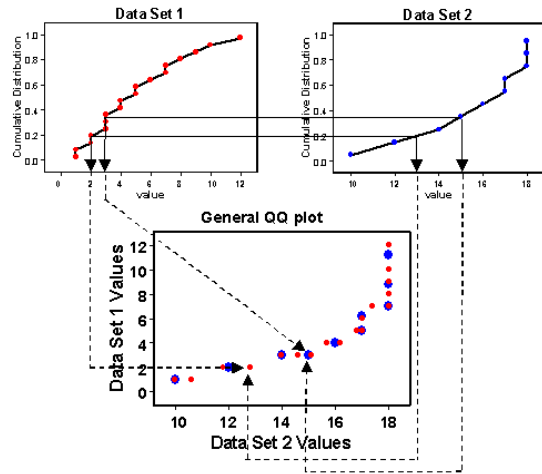 Data Set 1
Cumulative Distribution
1.0
0.8
0.6
0.4
0.2
0.0
0 2 4 6 8 10 12
value
Data Set 2
Cumulative Distribution
1.0
0.8
0.6
0.4
0.2
0.0
10 12 14 16 18
value
General QQ plot
Data Set 1 Values
12
10
8
6
4
2
0
10 12 14 16 18
Data Set 2 Values